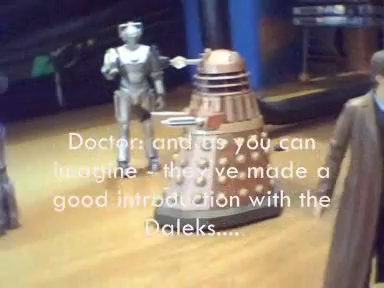 Doctor: and as you can
Imagine - they've made a
good introduction with the
Daleks....